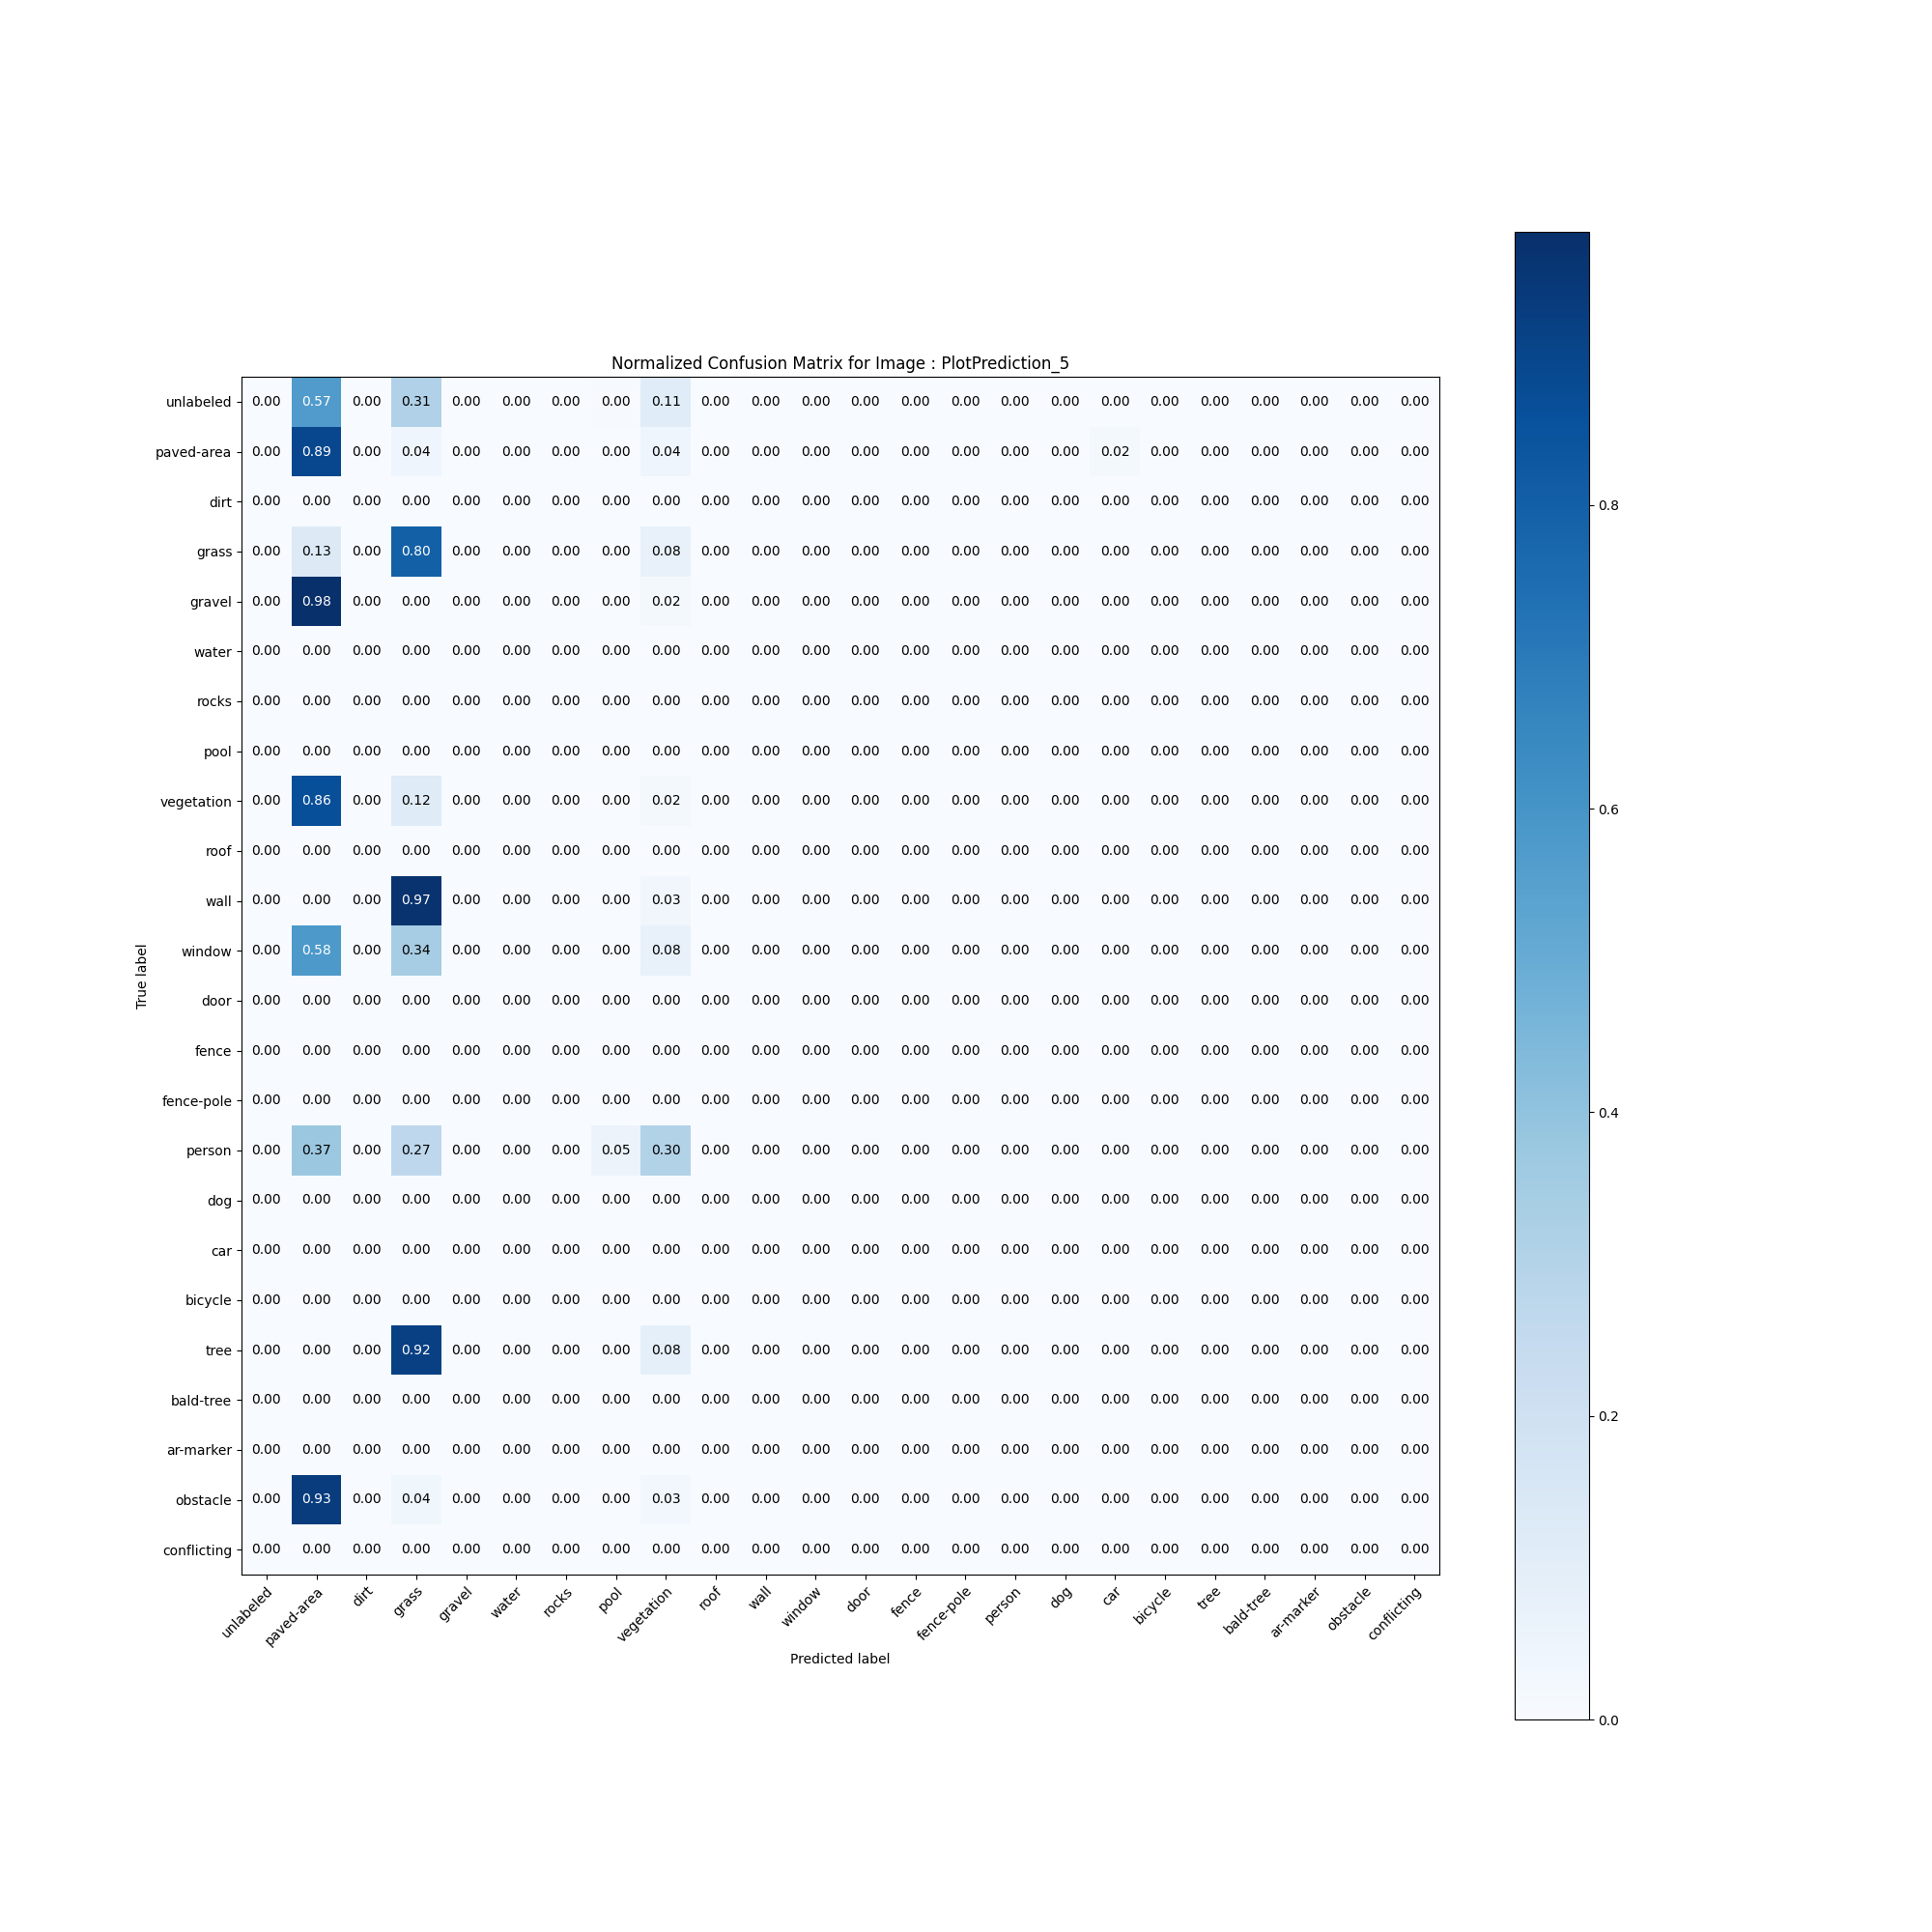 Normalized Confusion Matrix for Image : PlotPrediction_5
unlabeled 0.00 0.57 0.00 0.31 0.00 0.00 0.00 0.00 0.11 0.00 0.00 0.00 0.00 0.00 0.00 0.00 0.00 0.00 0.00 0.00 0.00 0.00 0.00 0.00
paved-area 0.00 0.89 0.00 0.04 0.00 0.00 0.00 0.00 0.04 0.00 0.00 0.00 0.00 0.00 0.00 0.00 0.00 0.02 0.00 0.00 0.00 0.00 0.00 0.00
dirt 0.00 0.00 0.00 0.00 0.00 0.00 0.00 0.00 0.00 0.00 0.00 0.00 0.00 0.00 0.00 0.00 0.00 0.00 0.00 0.00 0.00 0.00 0.00 0.00
grass 0.00 0.13 0.00 0.80 0.00 0.00 0.00 0.00 0.08 0.00 0.00 0.00 0.00 0.00 0.00 0.00 0.00 0.00 0.00 0.00 0.00 0.00 0.00 0.00
gravel 0.00 0.98 0.00 0.00 0.00 0.00 0.00 0.00 0.02 0.00 0.00 0.00 0.00 0.00 0.00 0.00 0.00 0.00 0.00 0.00 0.00 0.00 0.00 0.00
water 0.00 0.00 0.00 0.00 0.00 0.00 0.00 0.00 0.00 0.00 0.00 0.00 0.00 0.00 0.00 0.00 0.00 0.00 0.00 0.00 0.00 0.00 0.00 0.00
rocks 0.00 0.00 0.00 0.00 0.00 0.00 0.00 0.00 0.00 0.00 0.00 0.00 0.00 0.00 0.00 0.00 0.00 0.00 0.00 0.00 0.00 0.00 0.00 0.00
pool 0.00 0.00 0.00 0.00 0.00 0.00 0.00 0.00 0.00 0.00 0.00 0.00 0.00 0.00 0.00 0.00 0.00 0.00 0.00 0.00 0.00 0.00 0.00 0.00
vegetation 0.00 0.86 0.00 0.12 0.00 0.00 0.00 0.00 0.02 0.00 0.00 0.00 0.00 0.00 0.00 0.00 0.00 0.00 0.00 0.00 0.00 0.00 0.00 0.00
roof 0.00 0.00 0.00 0.00 0.00 0.00 0.00 0.00 0.00 0.00 0.00 0.00 0.00 0.00 0.00 0.00 0.00 0.00 0.00 0.00 0.00 0.00 0.00 0.00
wall 0.00 0.00 0.00 0.97 0.00 0.00 0.00 0.00 0.03 0.00 0.00 0.00 0.00 0.00 0.00 0.00 0.00 0.00 0.00 0.00 0.00 0.00 0.00 0.00
window 0.00 0.58 0.00 0.34 0.00 0.00 0.00 0.00 0.08 0.00 0.00 0.00 0.00 0.00 0.00 0.00 0.00 0.00 0.00 0.00 0.00 0.00 0.00 0.00
door 0.00 0.00 0.00 0.00 0.00 0.00 0.00 0.00 0.00 0.00 0.00 0.00 0.00 0.00 0.00 0.00 0.00 0.00 0.00 0.00 0.00 0.00 0.00 0.00
fence 0.00 0.00 0.00 0.00 0.00 0.00 0.00 0.00 0.00 0.00 0.00 0.00 0.00 0.00 0.00 0.00 0.00 0.00 0.00 0.00 0.00 0.00 0.00 0.00
fence-pole 0.00 0.00 0.00 0.00 0.00 0.00 0.00 0.00 0.00 0.00 0.00 0.00 0.00 0.00 0.00 0.00 0.00 0.00 0.00 0.00 0.00 0.00 0.00 0.00
person 0.00 0.37 0.00 0.27 0.00 0.00 0.00 0.05 0.30 0.00 0.00 0.00 0.00 0.00 0.00 0.00 0.00 0.00 0.00 0.00 0.00 0.00 0.00 0.00
dog 0.00 0.00 0.00 0.00 0.00 0.00 0.00 0.00 0.00 0.00 0.00 0.00 0.00 0.00 0.00 0.00 0.00 0.00 0.00 0.00 0.00 0.00 0.00 0.00
car 0.00 0.00 0.00 0.00 0.00 0.00 0.00 0.00 0.00 0.00 0.00 0.00 0.00 0.00 0.00 0.00 0.00 0.00 0.00 0.00 0.00 0.00 0.00 0.00
bicycle 0.00 0.00 0.00 0.00 0.00 0.00 0.00 0.00 0.00 0.00 0.00 0.00 0.00 0.00 0.00 0.00 0.00 0.00 0.00 0.00 0.00 0.00 0.00 0.00
tree 0.00 0.00 0.00 0.92 0.00 0.00 0.00 0.00 0.08 0.00 0.00 0.00 0.00 0.00 0.00 0.00 0.00 0.00 0.00 0.00 0.00 0.00 0.00 0.00
bald-tree 0.00 0.00 0.00 0.00 0.00 0.00 0.00 0.00 0.00 0.00 0.00 0.00 0.00 0.00 0.00 0.00 0.00 0.00 0.00 0.00 0.00 0.00 0.00 0.00
ar-marker 0.00 0.00 0.00 0.00 0.00 0.00 0.00 0.00 0.00 0.00 0.00 0.00 0.00 0.00 0.00 0.00 0.00 0.00 0.00 0.00 0.00 0.00 0.00 0.00
obstacle 0.00 0.93 0.00 0.04 0.00 0.00 0.00 0.00 0.03 0.00 0.00 0.00 0.00 0.00 0.00 0.00 0.00 0.00 0.00 0.00 0.00 0.00 0.00 0.00
conflicting 0.00 0.00 0.00 0.00 0.00 0.00 0.00 0.00 0.00 0.00 0.00 0.00 0.00 0.00 0.00 0.00 0.00 0.00 0.00 0.00 0.00 0.00 0.00 0.00
True label
unlabeled paved-area dirt grass gravel water rocks pool vegetation roof wall window door fence fence-pole person dog car bicycle tree bald-tree ar-marker obstacle conflicting
Predicted label
0.8
0.6
0.4
0.2
0.0